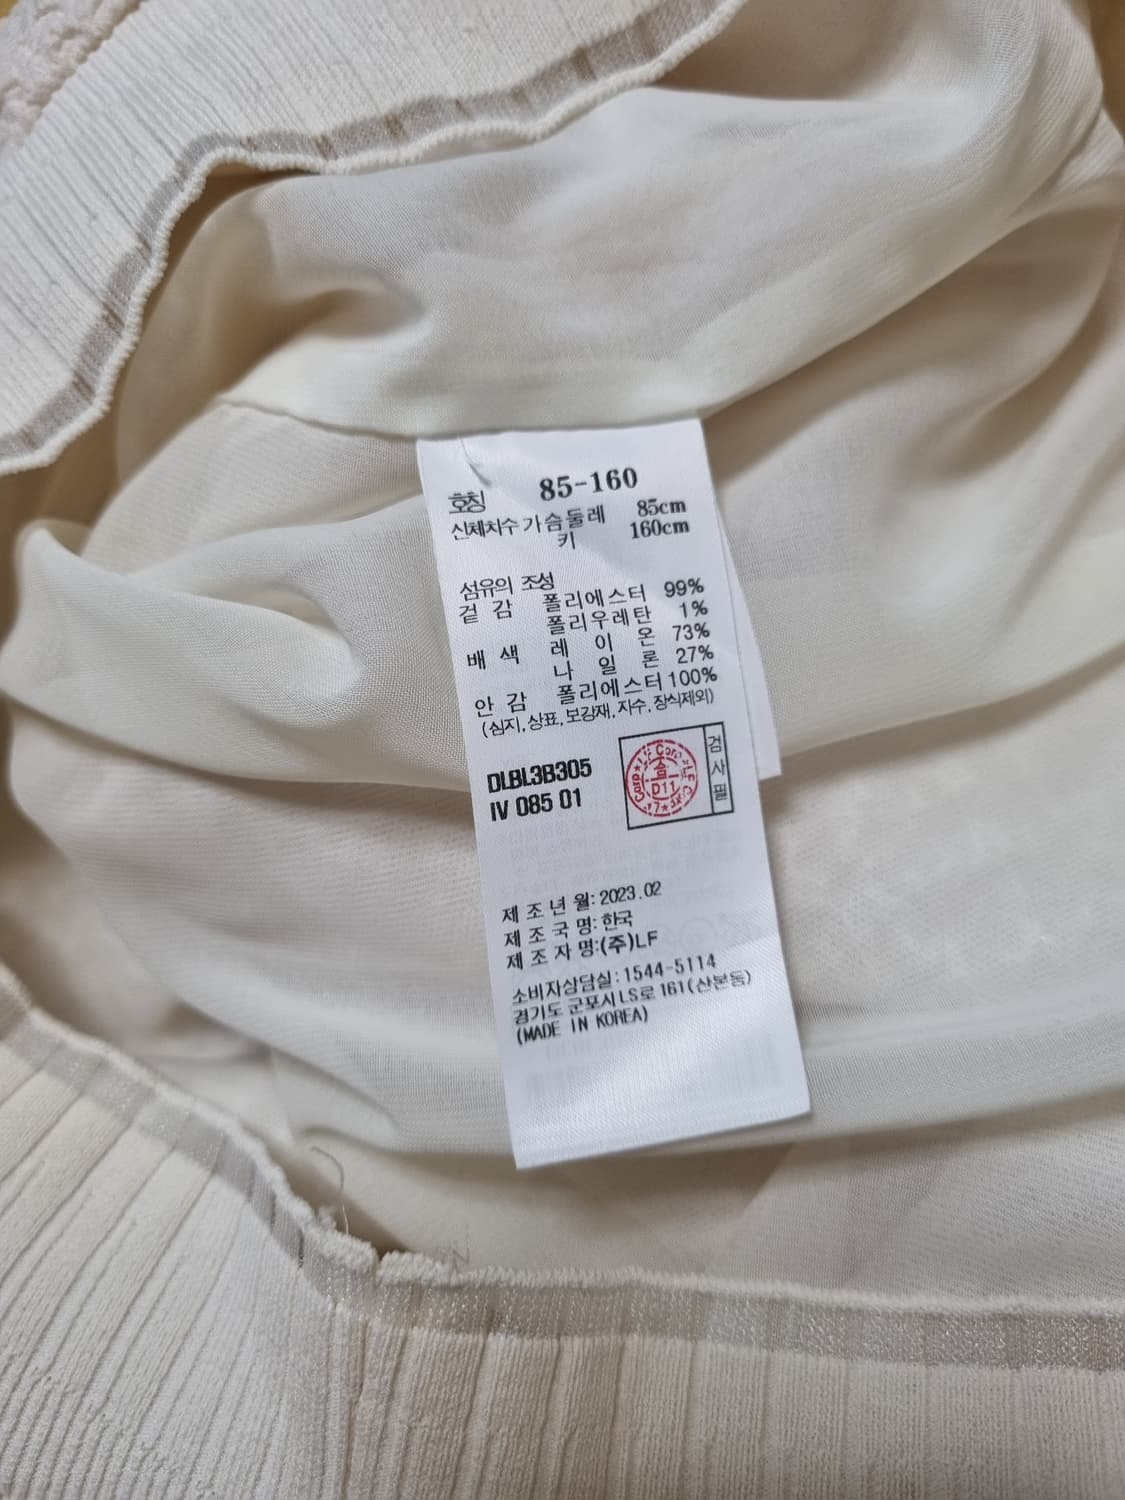 호칭 85-160
신체치수 가슴둘레 85cm
키 160cm
섬유의 조성
겉 감 폴리에스터 99%
폴리우레탄 1%
배 색 레 이 온 73%
나 일 론 27%
안 감 폴리에스터 100%
(심지, 상표, 보강재, 자수, 장식제외)
DLBL3B305
IV 085 01
검사필
LF Corp
D11
제 조 년 월: 2023.02
제 조 국 명: 한국
제 조 자 명:(주)LF
소비자상담실: 1544-5114
경기도 군포시 LS로 161(산본동)
(MADE IN KOREA)